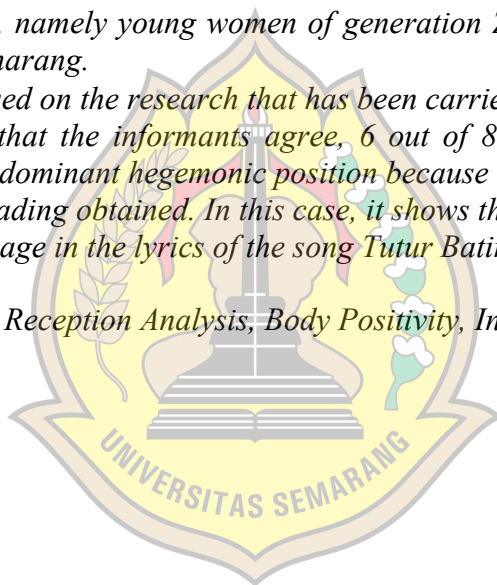 , namely young women of generation
marang.
ed on the research that has been carrie
that the informants agree, 6 out of 8
dominant hegemonic position because
ading obtained. In this case, it shows th
age in the lyrics of the song Tutur Batin
Reception Analysis, Body Positivity, In
UNIVERSITAS SEMARANG